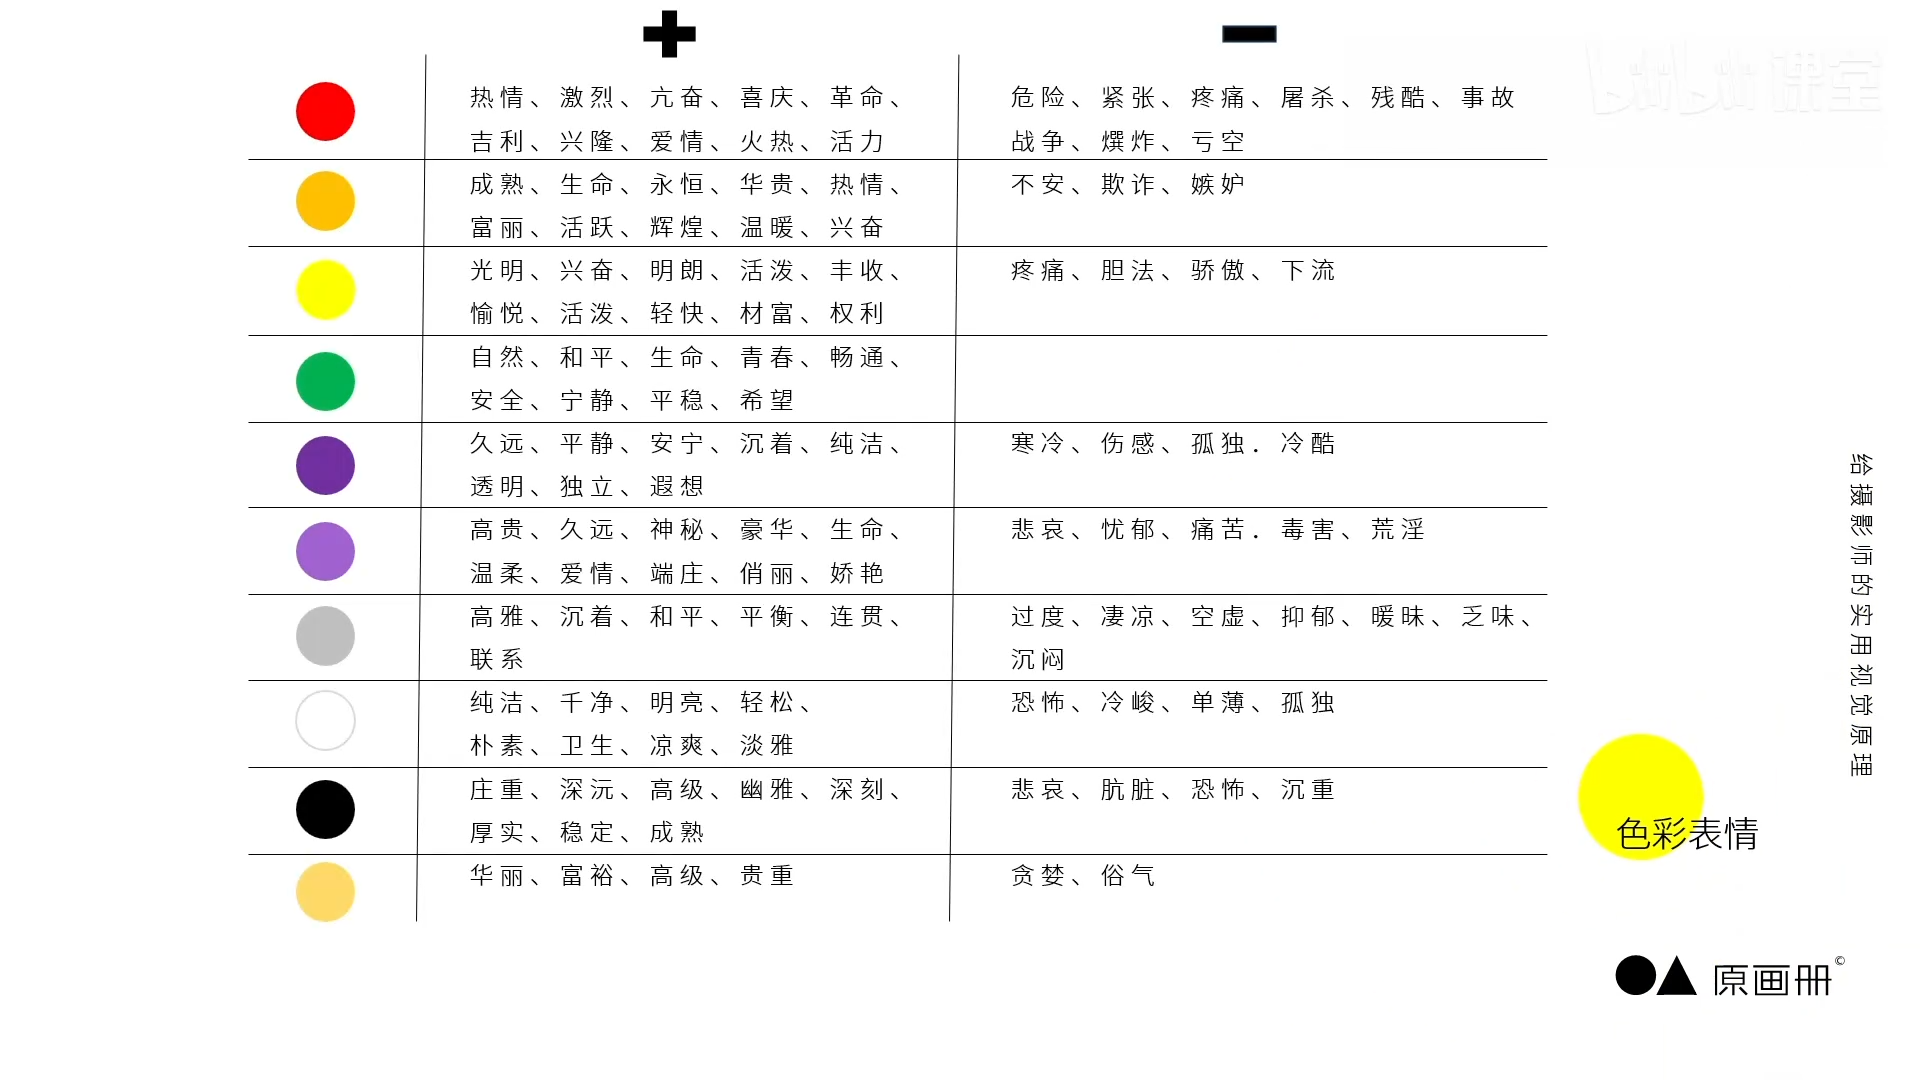 bilibili课堂
热情、激烈、亢奋、喜庆、革命、
吉利、兴隆、爱情、火热、活力
危险、紧张、疼痛、屠杀、残酷、事故
战争、爆炸、亏空
成熟、生命、永恒、华贵、热情、
富丽、活跃、辉煌、温暖、兴奋
不安、欺诈、嫉妒
光明、兴奋、明朗、活泼、丰收、
愉悦、活泼、轻快、材富、权利
疼痛、胆法、骄傲、下流
自然、和平、生命、青春、畅通、
安全、宁静、平稳、希望
久远、平静、安宁、沉着、纯洁、
透明、独立、遐想
寒冷、伤感、孤独.冷酷
高贵、久远、神秘、豪华、生命、
温柔、爱情、端庄、俏丽、娇艳
悲哀、忧郁、痛苦.毒害、荒淫
高雅、沉着、和平、平衡、连贯、
联系
过度、凄凉、空虚、抑郁、暖昧、乏味、
沉闷
纯洁、千净、明亮、轻松、
朴素、卫生、凉爽、淡雅
恐怖、冷峻、单薄、孤独
庄重、深沅、高级、幽雅、深刻、
厚实、稳定、成熟
悲哀、肮脏、恐怖、沉重
华丽、富裕、高级、贵重
贪婪、俗气
给摄影师的实用视觉原理
色彩表情
原画册©